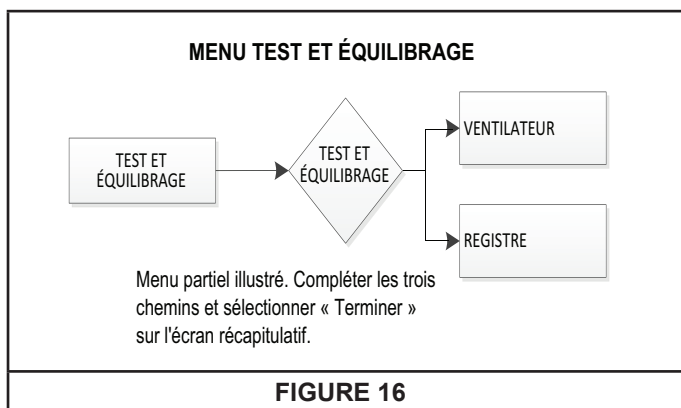 MENU TEST ET ÉQUILIBRAGE
TEST ET
ÉQUILIBRAGE
TEST ET
ÉQUILIBRAGE
VENTILATEUR
REGISTRE
Menu partiel illustré. Compléter les trois
chemins et sélectionner « Terminer »
sur l'écran récapitulatif.
FIGURE 16